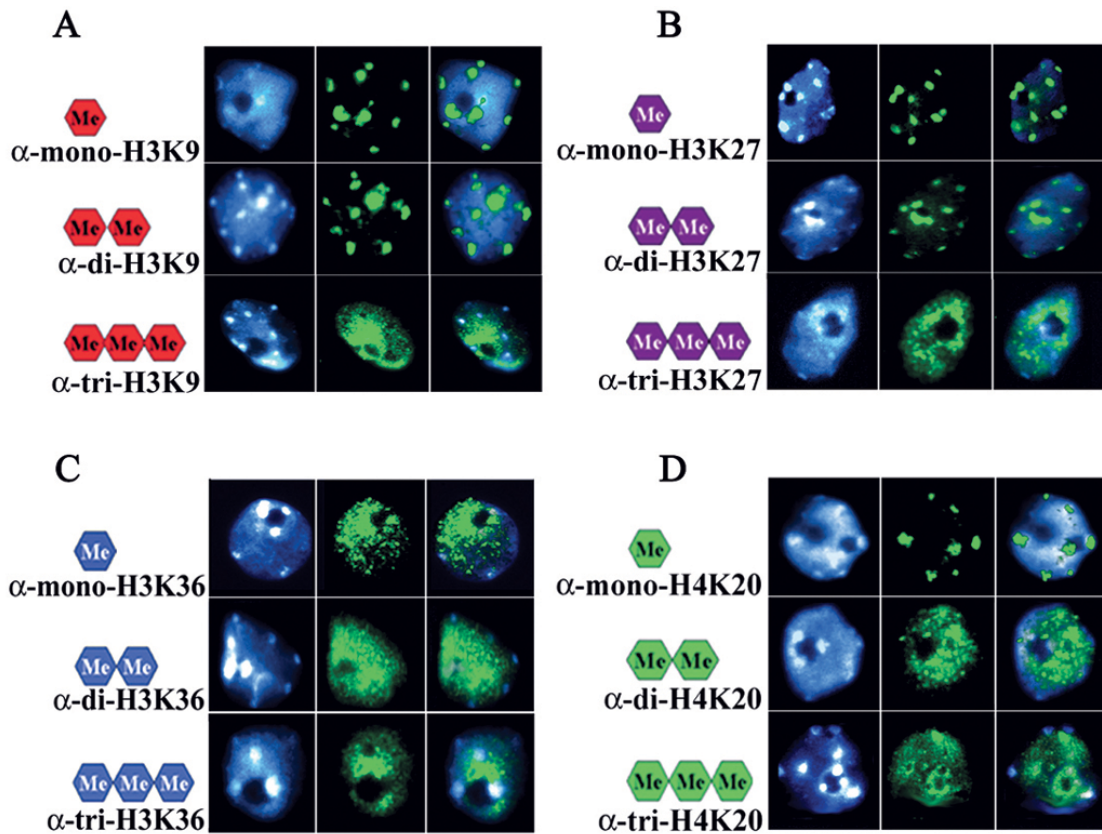 A
Me
α-mono-H3K9
Me Me
α-di-H3K9
Me Me Me
α-tri-H3K9
B
Me
α-mono-H3K27
Me Me
α-di-H3K27
Me Me Me
α-tri-H3K27
C
Me
α-mono-H3K36
Me Me
α-di-H3K36
Me Me Me
α-tri-H3K36
D
Me
α-mono-H4K20
Me Me
α-di-H4K20
Me Me Me
α-tri-H4K20